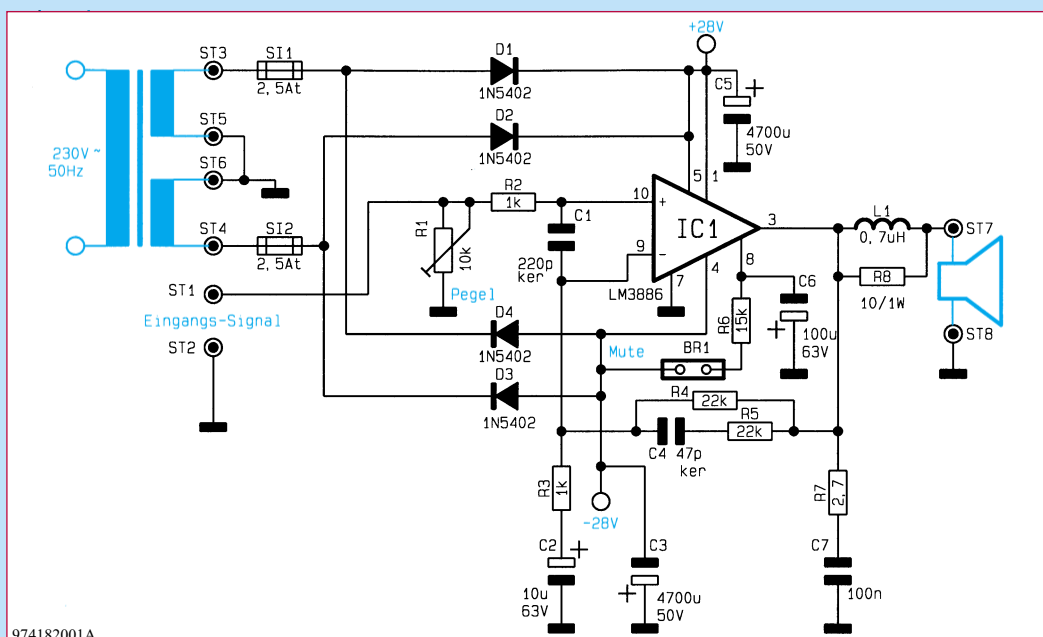 +28V
ST3
SI1
2,5At
D1
1N5402
C5
+
4700u
50V
D2
1N5402
ST5
230V~
50Hz
ST6
5
1
R2
1k
10
+
IC1
3
L1
0,7uH
ST7
R1
10k
C1
220p
ker
9
-
LM3886
7
4
8
R8
10/1W
ST4
SI2
2,5At
ST1
Pegel
Eingangs-Signal
ST2
D4
1N5402
Mute
R6
15k
C6
+
100u
63V
ST8
BR1
D3
1N5402
R4
22k
R5
22k
C4
47p
ker
R3
1k
-28V
R7
2,7
C2
+
10u
63V
C3
+
4700u
50V
C7
100n
974182001A